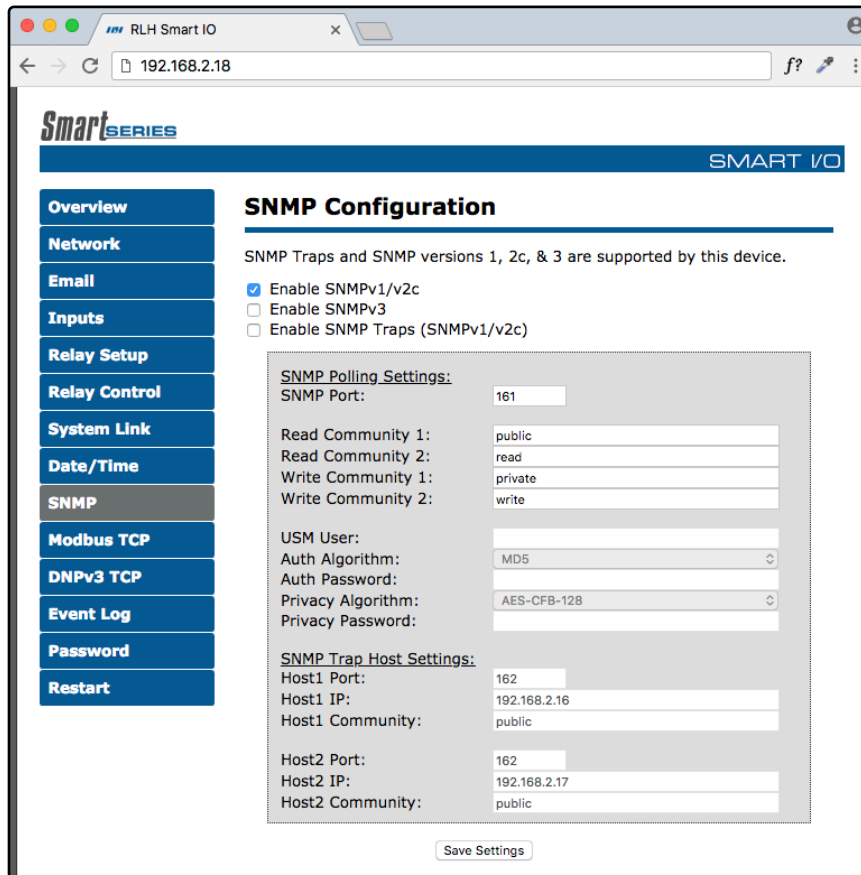 RLH Smart IO
192.168.2.18
f?
Smart SERIES
SMART I/O
Overview
Network
Email
Inputs
Relay Setup
Relay Control
System Link
Date/Time
SNMP
Modbus TCP
DNPv3 TCP
Event Log
Password
Restart
SNMP Configuration
SNMP Traps and SNMP versions 1, 2c, & 3 are supported by this device.
Enable SNMPv1/v2c
Enable SNMPv3
Enable SNMP Traps (SNMPv1/v2c)
SNMP Polling Settings:
SNMP Port: 161
Read Community 1: public
Read Community 2: read
Write Community 1: private
Write Community 2: write
USM User:
Auth Algorithm: MD5
Auth Password:
Privacy Algorithm: AES-CFB-128
Privacy Password:
SNMP Trap Host Settings:
Host1 Port: 162
Host1 IP: 192.168.2.16
Host1 Community: public
Host2 Port: 162
Host2 IP: 192.168.2.17
Host2 Community: public
Save Settings